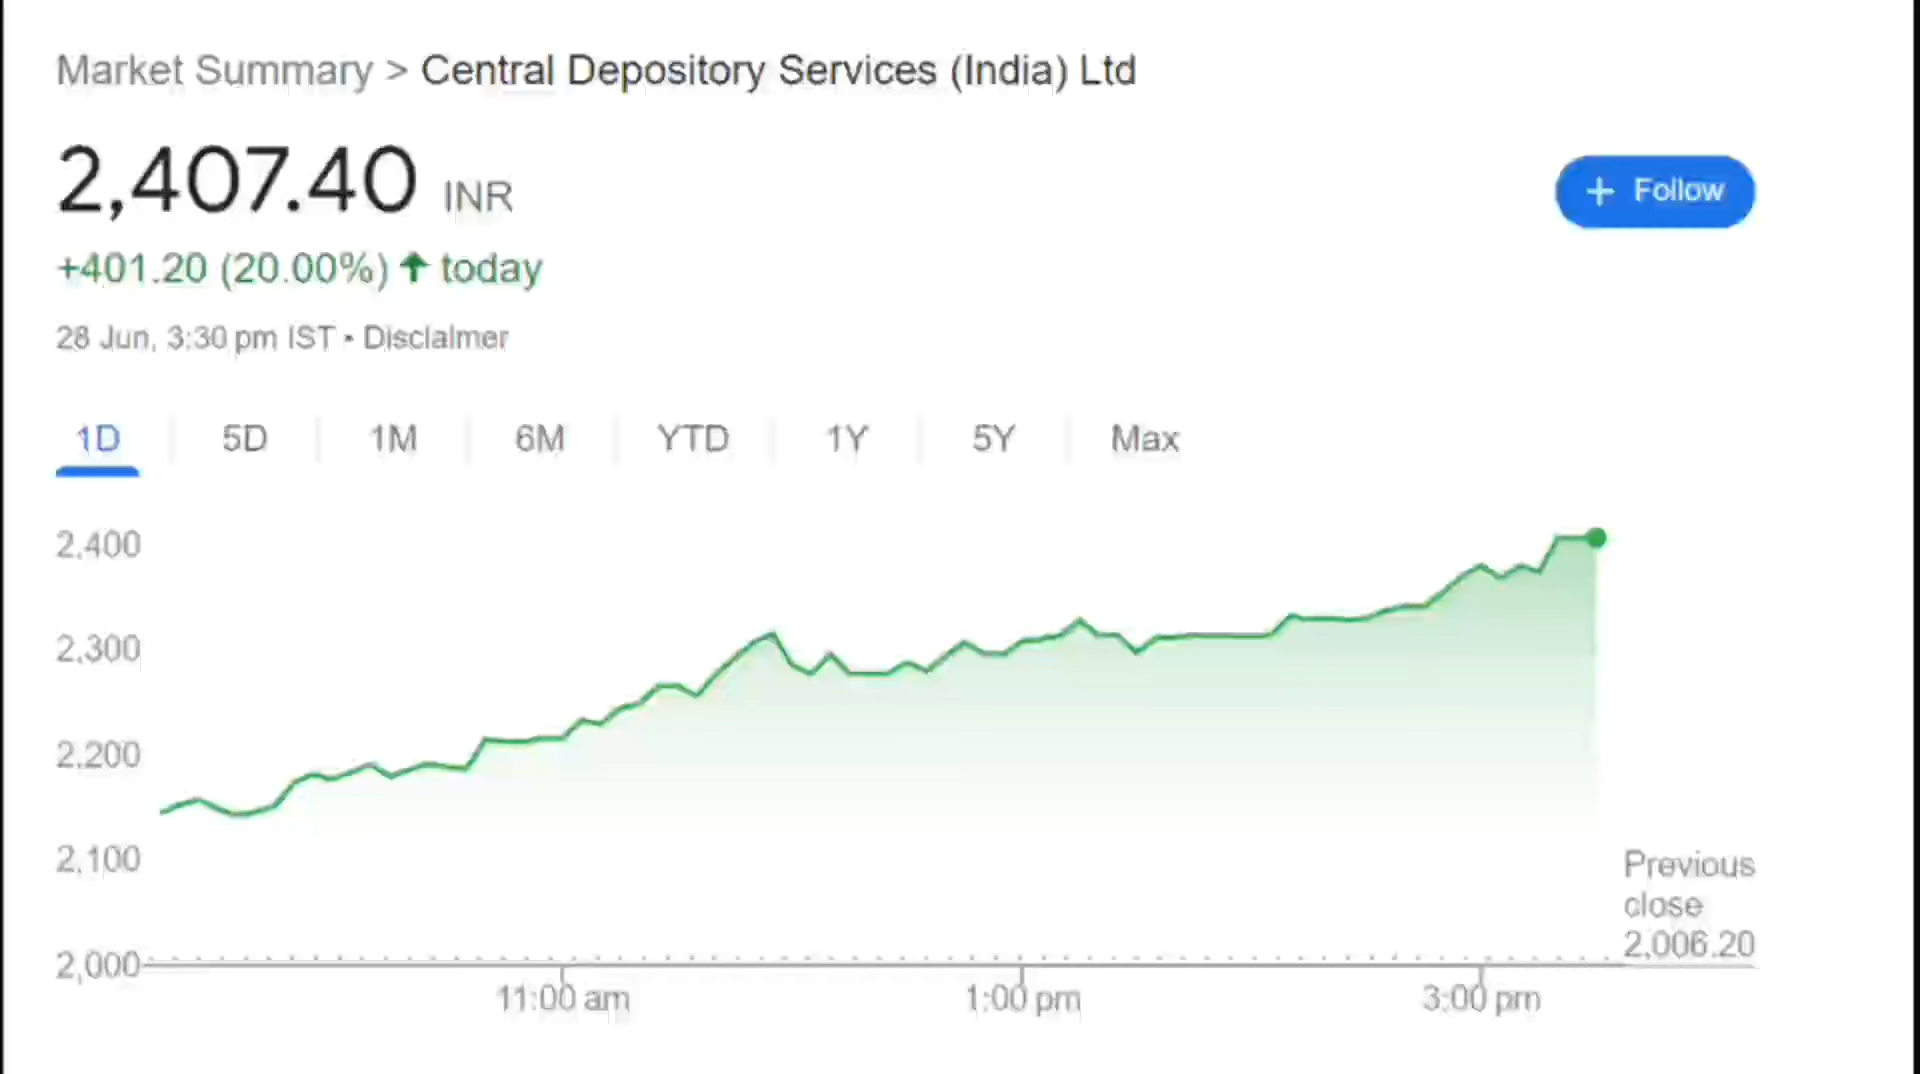 Market Summary > Central Depository Services (India) Ltd
2,407.40 INR
+ Follow
+401.20 (20.00%) ↑ today
28 Jun, 3:30 pm IST • Disclaimer
1D 5D 1M 6M YTD 1Y 5Y Max
2,400
2,300
2,200
2,100
2,000
Previous
close
2,006.20
11:00 am 1:00 pm 3:00 pm